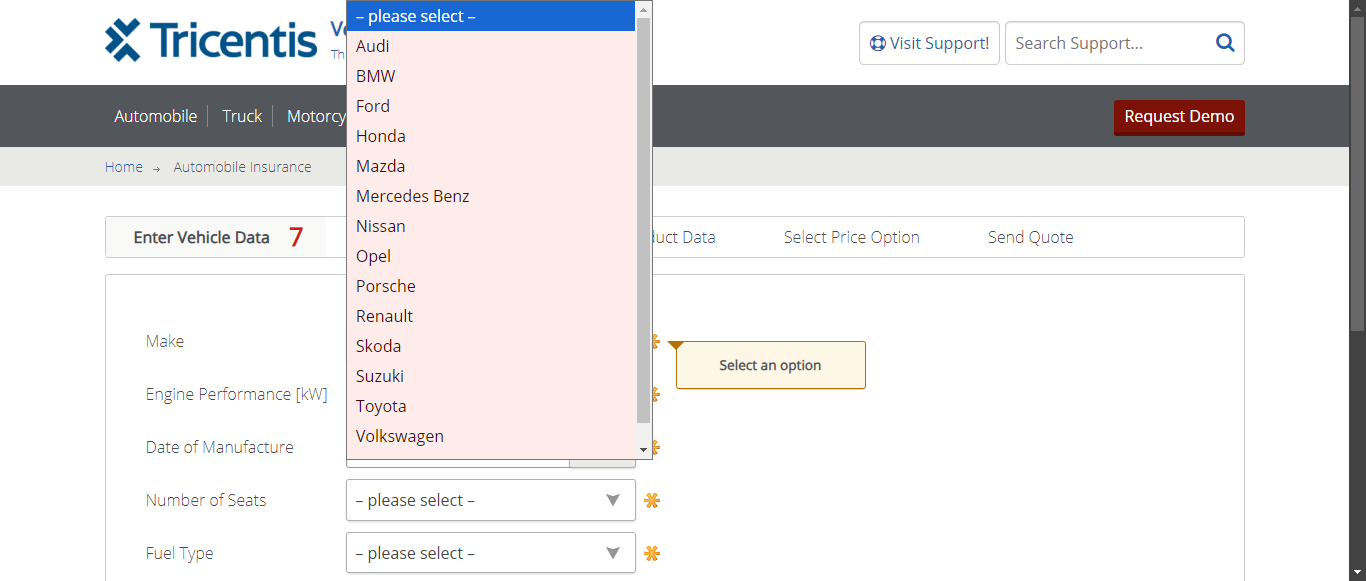 Tricentis
Visit Support!
Search Support...
Automobile
Truck
Motorcy
Request Demo
Home → Automobile Insurance
Enter Vehicle Data 7
uct Data
Select Price Option
Send Quote
– please select –
Audi
BMW
Ford
Honda
Mazda
Mercedes Benz
Nissan
Opel
Porsche
Renault
Skoda
Suzuki
Toyota
Volkswagen
Make
Select an option
Engine Performance [kW]
Date of Manufacture
Number of Seats
– please select –
Fuel Type
– please select –